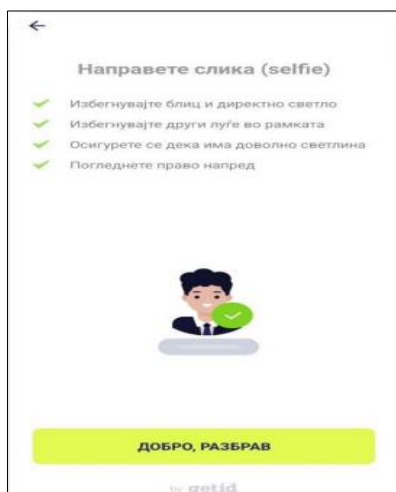 Направете слика (selfie)
Избегнувајте блиц и директно светло
Избегнувајте други луѓе во рамката
Осигурете се дека има доволно светлина
Погледнете право напред
ДОБРО, РАЗБРАВ
by getid